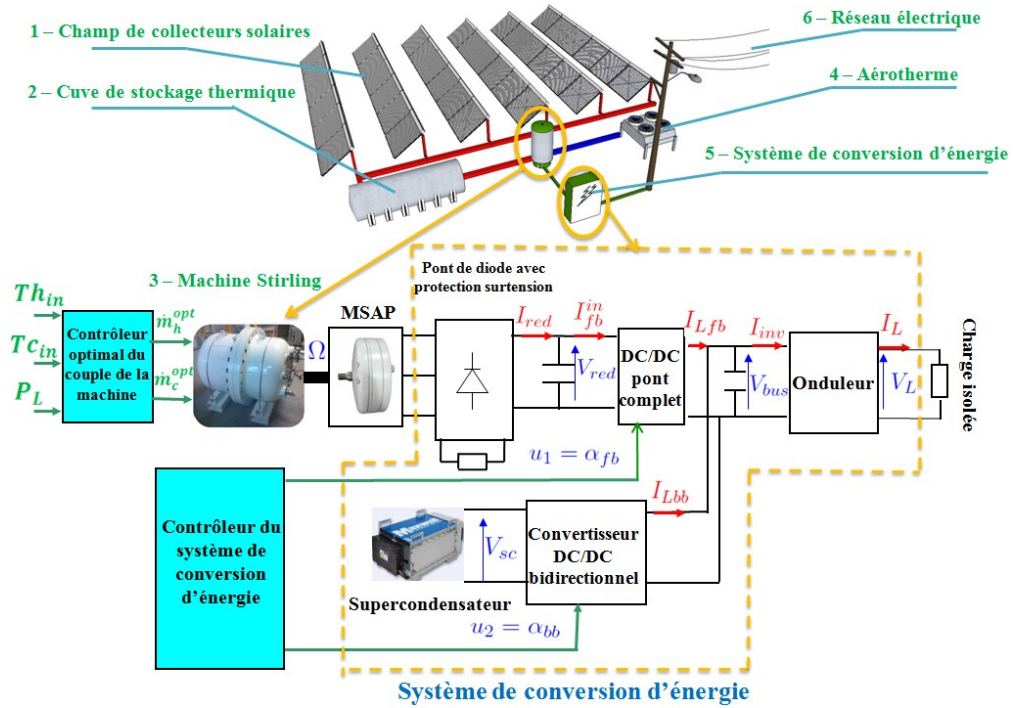 1 – Champ de collecteurs solaires
6 – Réseau électrique
4 – Aérotherme
2 – Cuve de stockage thermique
5 – Système de conversion d'énergie
3 – Machine Stirling
Pont de diode avec
protection surtension
Th_in
Tc_in
P_L
Contrôleur
optimal du
couple de la
machine
ṁ_h^opt
ṁ_c^opt
Ω
MSAP
I_red
I_fb^in
V_red
DC/DC
pont
complet
I_Lfb
I_inv
V_bus
Onduleur
I_L
V_L
Charge isolée
u_1 = α_fb
Contrôleur du
système de
conversion
d'énergie
V_sc
Supercondensateur
Convertisseur
DC/DC
bidirectionnel
I_Lbb
u_2 = α_bb
Système de conversion d'énergie